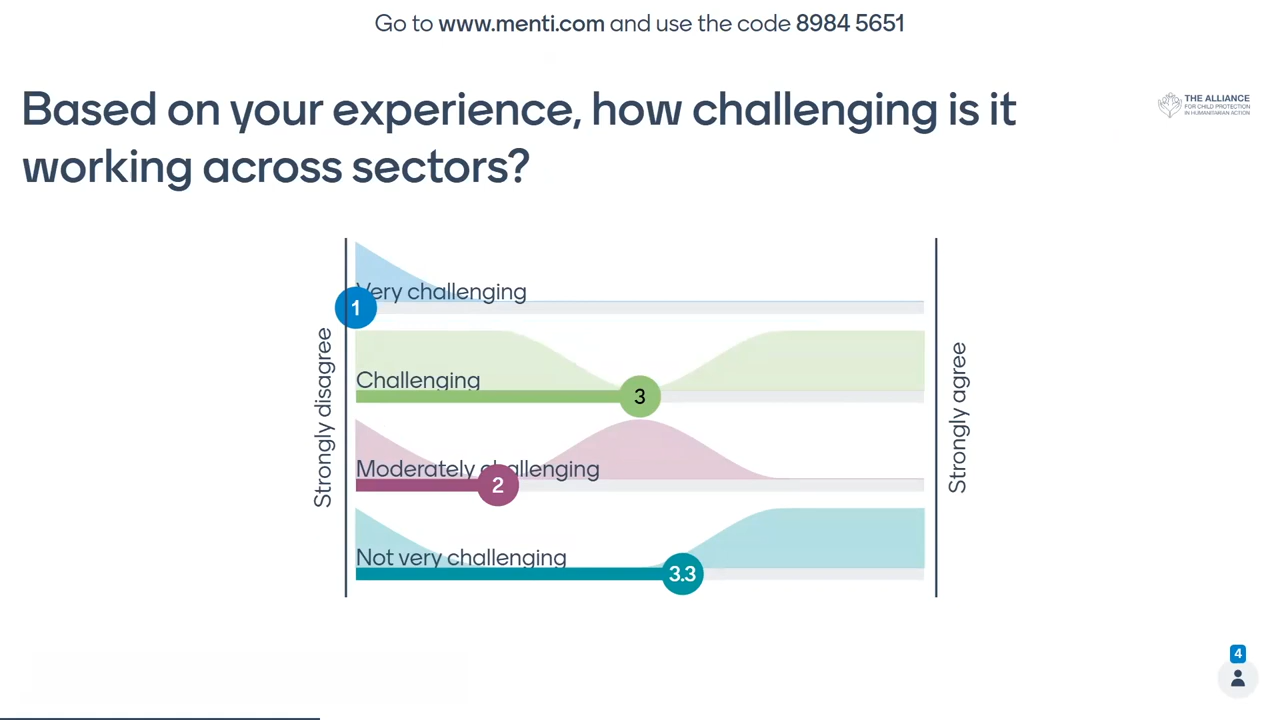 Go to www.menti.com and use the code 8984 5651
Based on your experience, how challenging is it
working across sectors?
THE ALLIANCE
FOR CHILD PROTECTION
IN HUMANITARIAN ACTION
Strongly disagree
Very challenging
1
Challenging
3
Moderately challenging
2
Not very challenging
3.3
Strongly agree
4